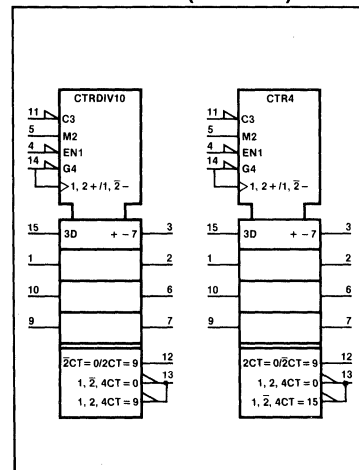 CTRDIV10
11 C3
5 M2
4 EN1
14 G4
1, 2+/1, 2̄−
15 3D + − 7 3
1 2
10 6
9 7
2̄CT = 0/2CT = 9 12
1, 2̄, 4CT = 0 13
1, 2, 4CT = 9
CTR4
11 C3
5 M2
4 EN1
14 G4
1, 2+/1, 2̄−
15 3D + − 7 3
1 2
10 6
9 7
2CT = 0/2̄CT = 9 12
1, 2, 4CT = 0 13
1, 2̄, 4CT = 15